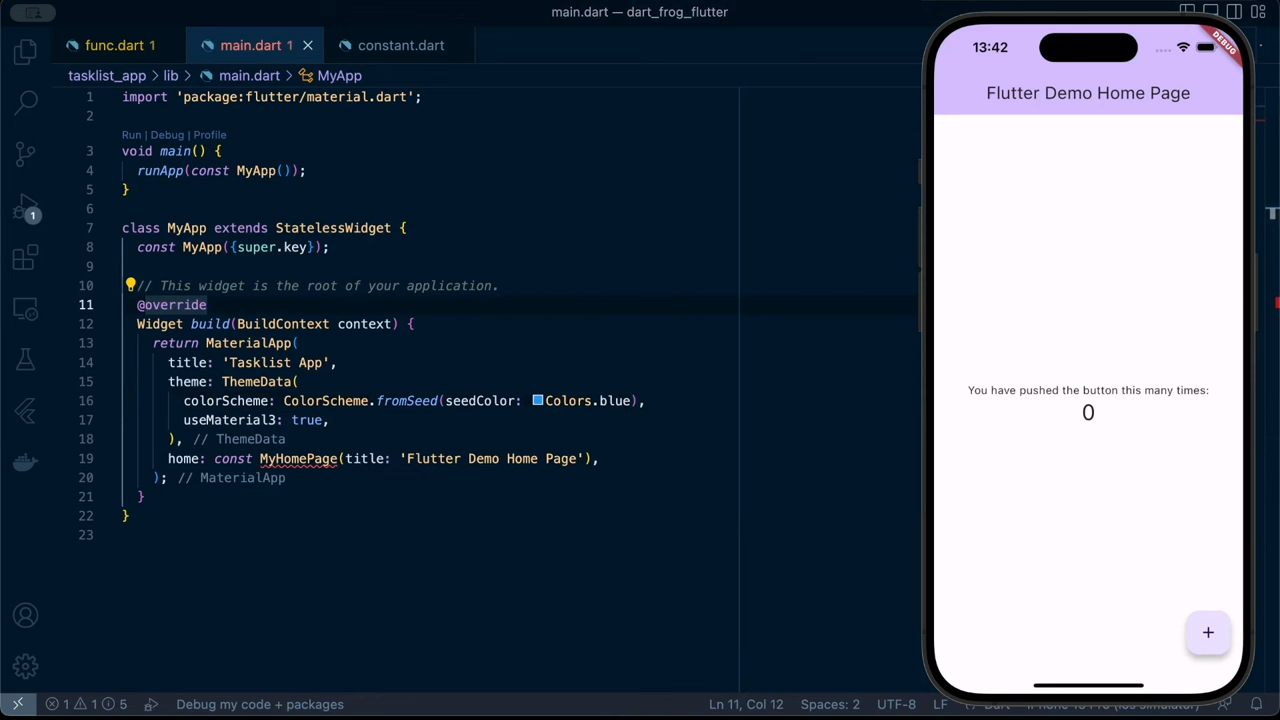 main.dart — dart_frog_flutter
func.dart 1
main.dart 1
constant.dart
tasklist_app > lib > main.dart > MyApp
1 import 'package:flutter/material.dart';
2
Run | Debug | Profile
3 void main() {
4 runApp(const MyApp());
5 }
6
7 class MyApp extends StatelessWidget {
8 const MyApp({super.key});
9
10 // This widget is the root of your application.
11 @override
12 Widget build(BuildContext context) {
13 return MaterialApp(
14 title: 'Tasklist App',
15 theme: ThemeData(
16 colorScheme: ColorScheme.fromSeed(seedColor: Colors.blue),
17 useMaterial3: true,
18 ), // ThemeData
19 home: const MyHomePage(title: 'Flutter Demo Home Page'),
20 ); // MaterialApp
21 }
22 }
23
1
1 1 5 Debug my code + packages
Ln 11, Col 12 Spaces: 2 UTF-8 LF
13:42
DEBUG
Flutter Demo Home Page
You have pushed the button this many times:
0
+